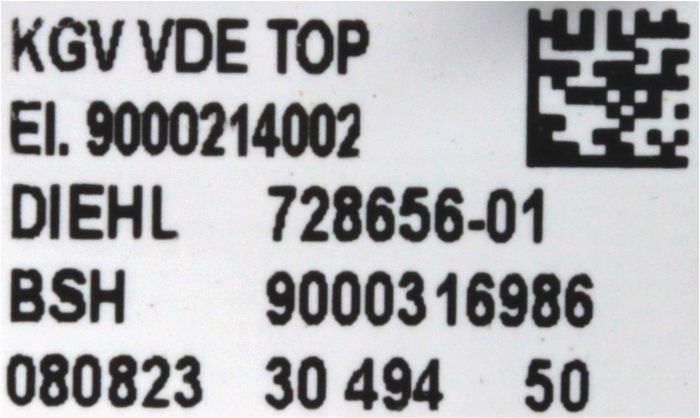 KGV VDE TOP
El. 9000214002
DIEHL 728656-01
BSH 9000316986
080823 30 494 50